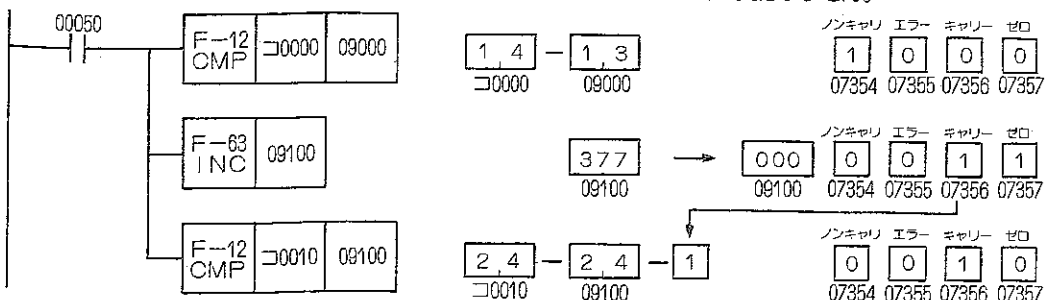 00050
F-12 CMP コ0000 09000
1,4 - 1,3
コ0000 09000
ノンキャリ エラー キャリー ゼロ
1 0 0 0
07354 07355 07356 07357
F-63 INC 09100
377 → 000
09100 09100
ノンキャリ エラー キャリー ゼロ
0 0 1 1
07354 07355 07356 07357
F-12 CMP コ0010 09100
2,4 - 2,4 - 1
コ0010 09100
ノンキャリ エラー キャリー ゼロ
0 0 1 0
07354 07355 07356 07357